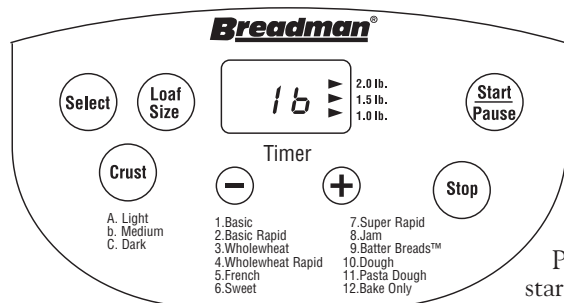 Breadman®
Select
Loaf
Size
1b
2.0 lb.
1.5 lb.
1.0 lb.
Start
Pause
Timer
Crust
−
+
Stop
A. Light
b. Medium
C. Dark
1.Basic
2.Basic Rapid
3.Wholewheat
4.Wholewheat Rapid
5.French
6.Sweet
7.Super Rapid
8.Jam
9.Batter Breads™
10.Dough
11.Pasta Dough
12.Bake Only
P
star